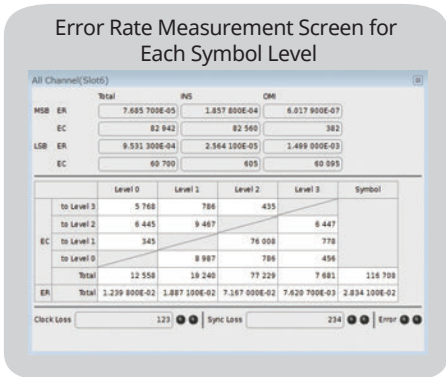 Error Rate Measurement Screen for
Each Symbol Level
All Channel(Slot6)
Total INS OMI
MSB ER 7.685 700E-05 1.857 800E-04 6.017 900E-07
EC 82 942 82 560 382
LSB ER 9.531 300E-04 2.564 100E-05 1.499 000E-03
EC 60 700 605 60 095
Level 0 Level 1 Level 2 Level 3 Symbol
to Level 3 5 768 786 435
to Level 2 6 445 9 467 6 447
EC to Level 1 345 76 008 778
to Level 0 8 987 786 456
Total 12 558 19 240 77 229 7 681 116 708
ER Total 1.239 800E-02 1.887 100E-02 7.167 000E-02 7.620 700E-03 2.834 100E-02
Clock Loss 123 Sync Loss 234 Error